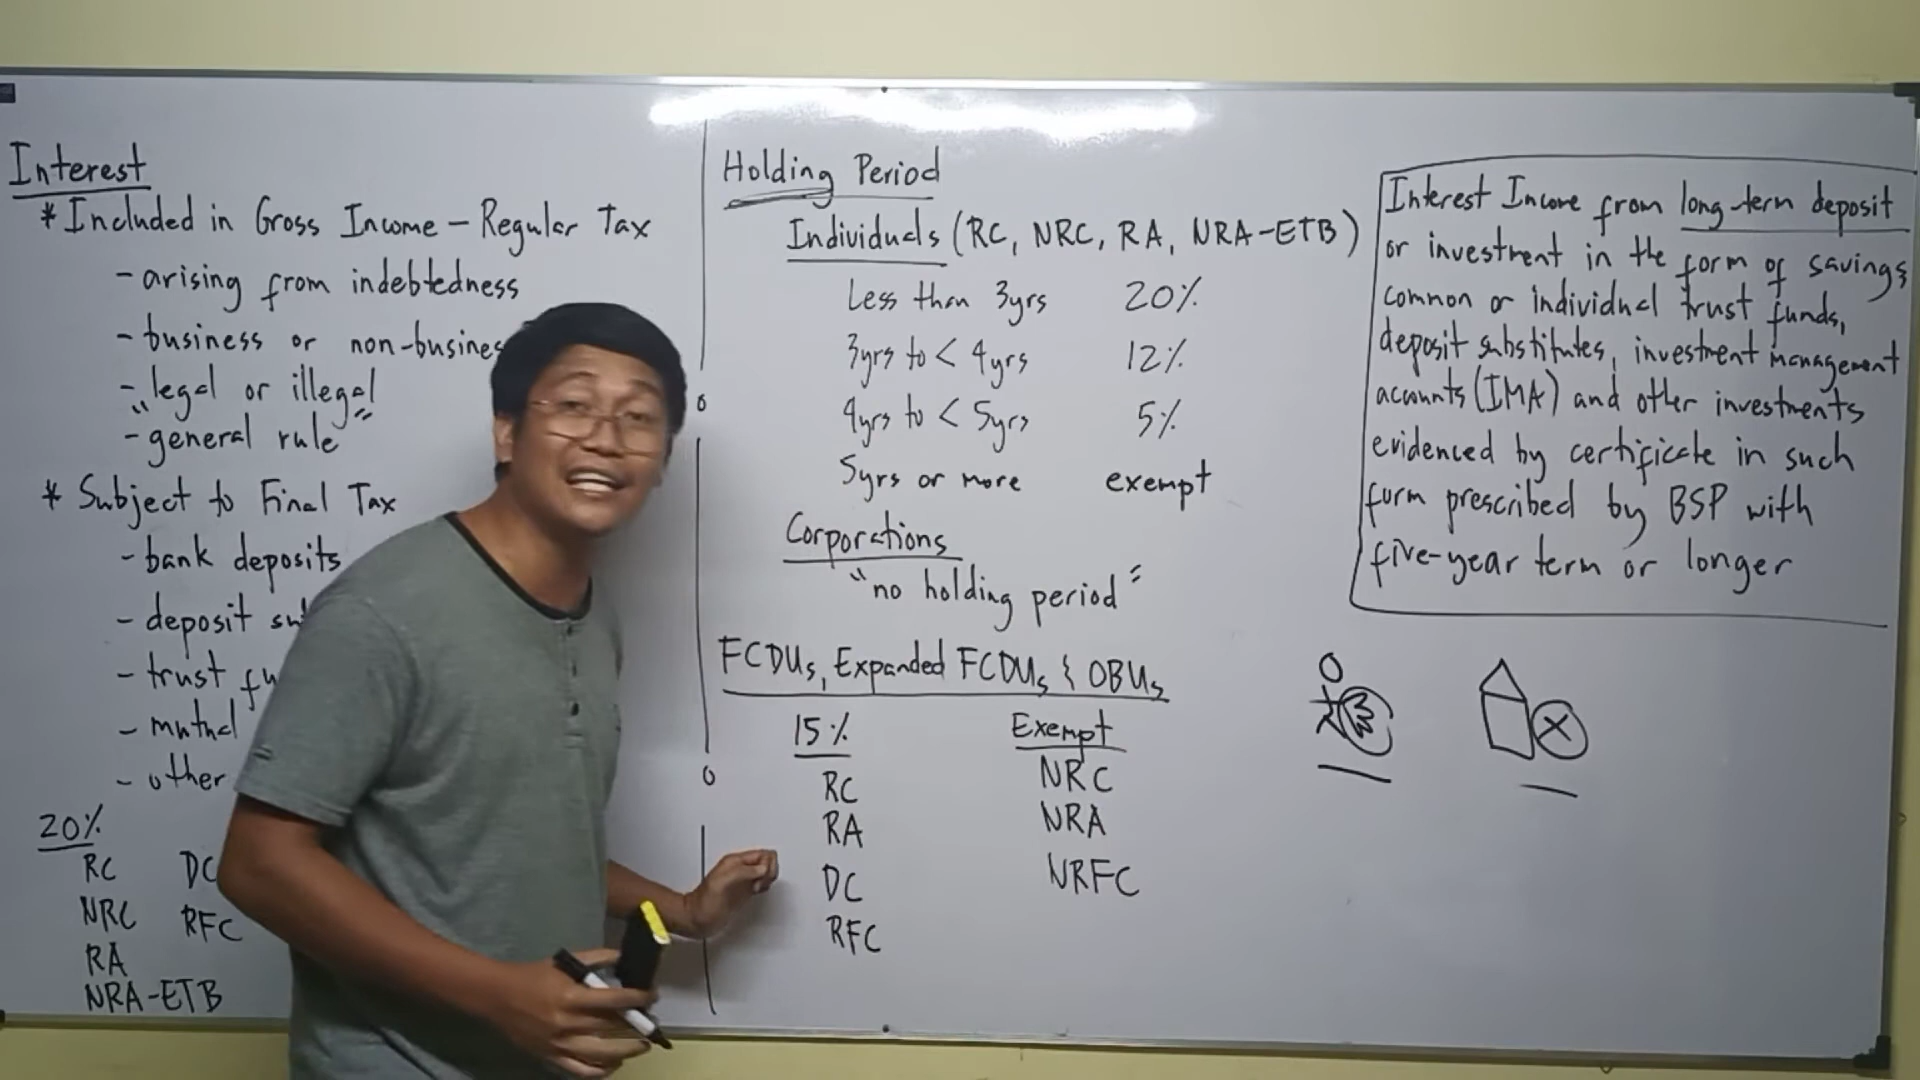 Interest
* Included in Gross Income - Regular Tax
- arising from indebtedness
- business or non-busines
- legal or illegal
- "general rule"
* Subject to Final Tax
- bank deposits
- deposit su
- trust fu
- mutual
- other
20%
RC DC
NRC RFC
RA
NRA-ETB
Holding Period
Individuals (RC, NRC, RA, NRA-ETB)
Less than 3yrs 20%
3yrs to < 4yrs 12%
4yrs to < 5yrs 5%
5yrs or more exempt
Corporations
"no holding period"
FCDUs, Expanded FCDUs & OBUs
15% Exempt
RC NRC
RA NRA
DC NRFC
RFC
Interest Income from long-term deposit
or investment in the form of savings
common or individual trust funds,
deposit substitutes, investment management
accounts (IMA) and other investments
evidenced by certificate in such
form prescribed by BSP with
five-year term or longer